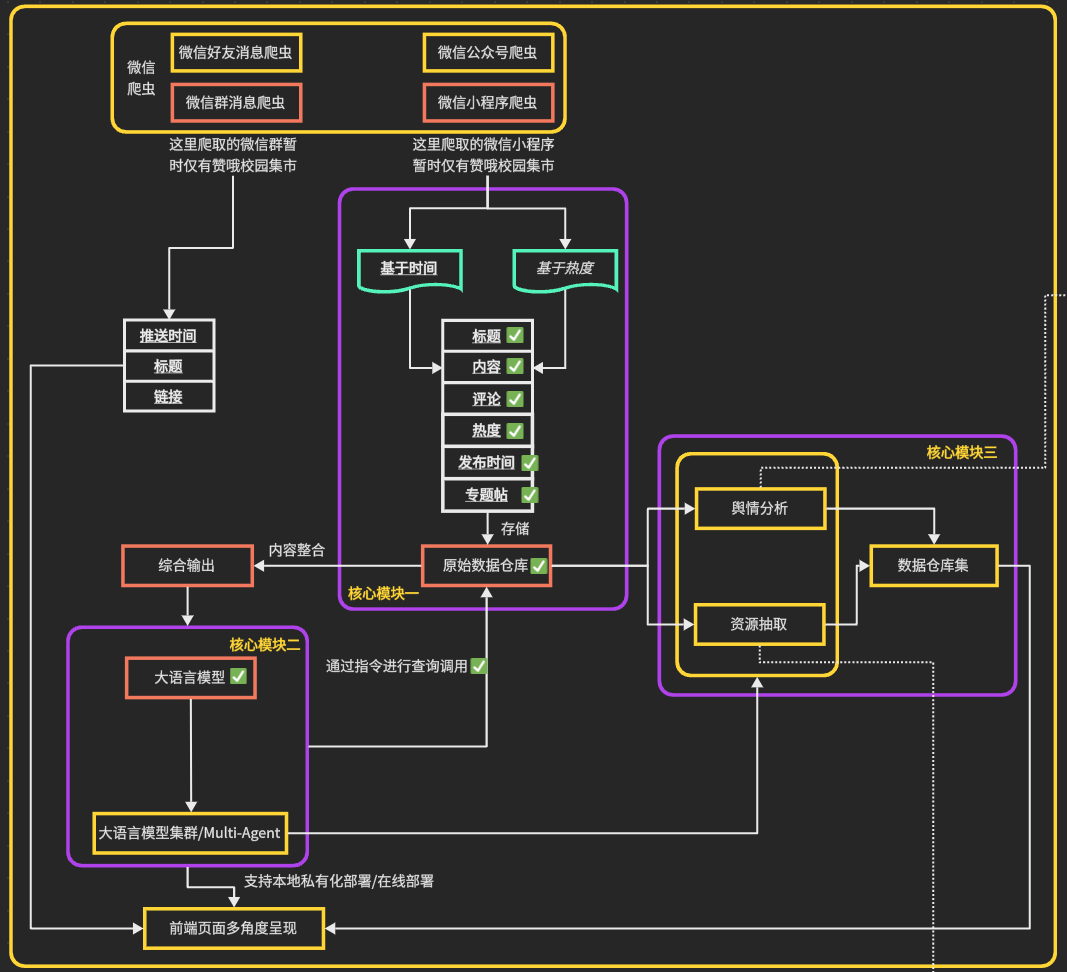 微信好友消息爬虫
微信公众号爬虫
微信
爬虫
微信群消息爬虫
微信小程序爬虫
这里爬取的微信群暂
时仅有赞哦校园集市
这里爬取的微信小程序
暂时仅有赞哦校园集市
基于时间
基于热度
推送时间
标题
链接
标题✅
内容✅
评论✅
热度✅
发布时间✅
专题帖✅
存储
原始数据仓库✅
核心模块一
内容整合
综合输出
核心模块二
大语言模型✅
通过指令进行查询调用✅
大语言模型集群/Multi-Agent
支持本地私有化部署/在线部署
前端页面多角度呈现
核心模块三
舆情分析
数据仓库集
资源抽取